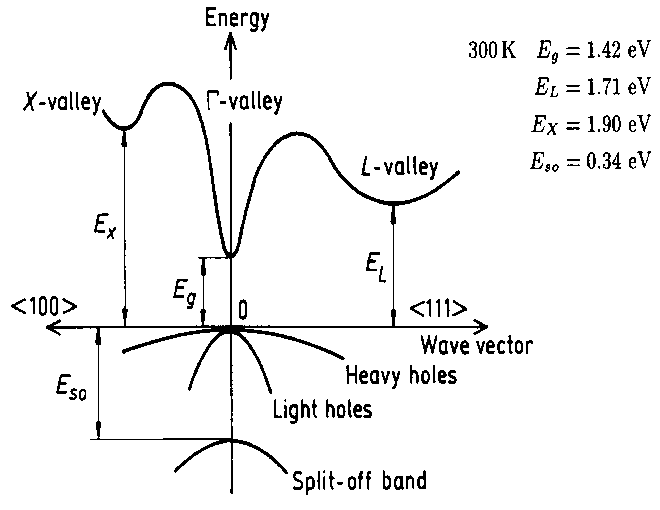 Energy
300 K E_g = 1.42 eV
E_L = 1.71 eV
E_X = 1.90 eV
E_so = 0.34 eV
X-valley
Γ-valley
L-valley
E_x
E_g
E_L
<100>
0
<111>
Wave vector
E_so
Heavy holes
Light holes
Split-off band